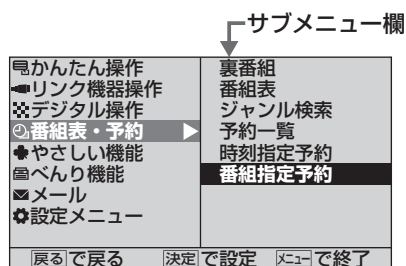 サブメニュー欄
かんたん操作
リンク機器操作
デジタル操作
番組表・予約
やさしい機能
べんり機能
メール
設定メニュー
裏番組
番組表
ジャンル検索
予約一覧
時刻指定予約
番組指定予約
戻るで戻る 決定で設定 メニューで終了